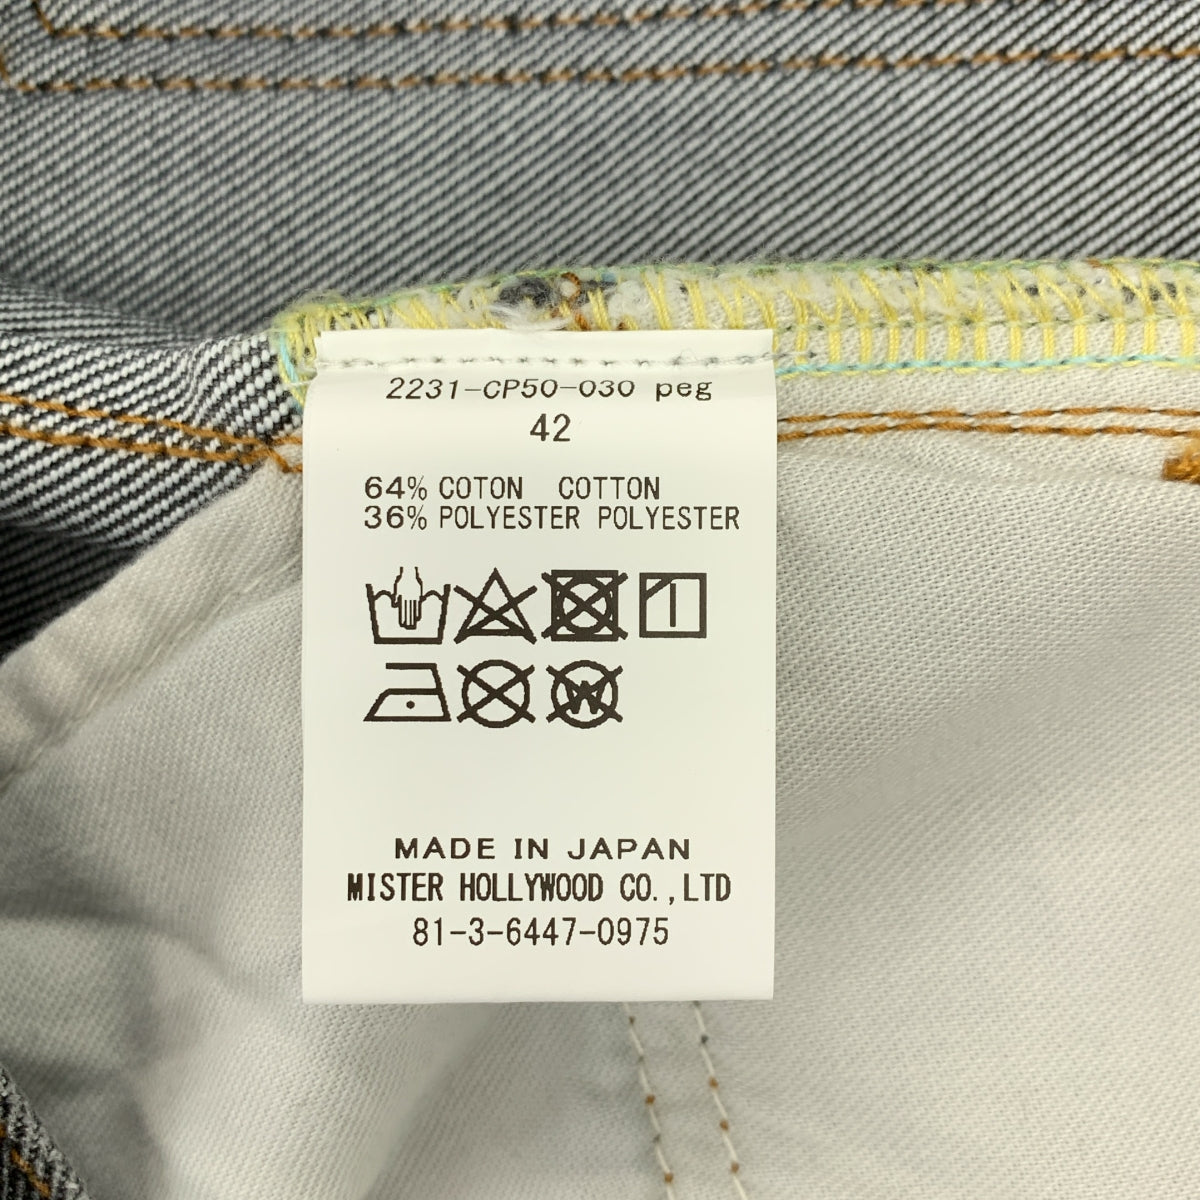 2231-CP50-030 peg
42
64% COTON COTTON
36% POLYESTER POLYESTER
W
MADE IN JAPAN
MISTER HOLLYWOOD CO.,LTD
81-3-6447-0975